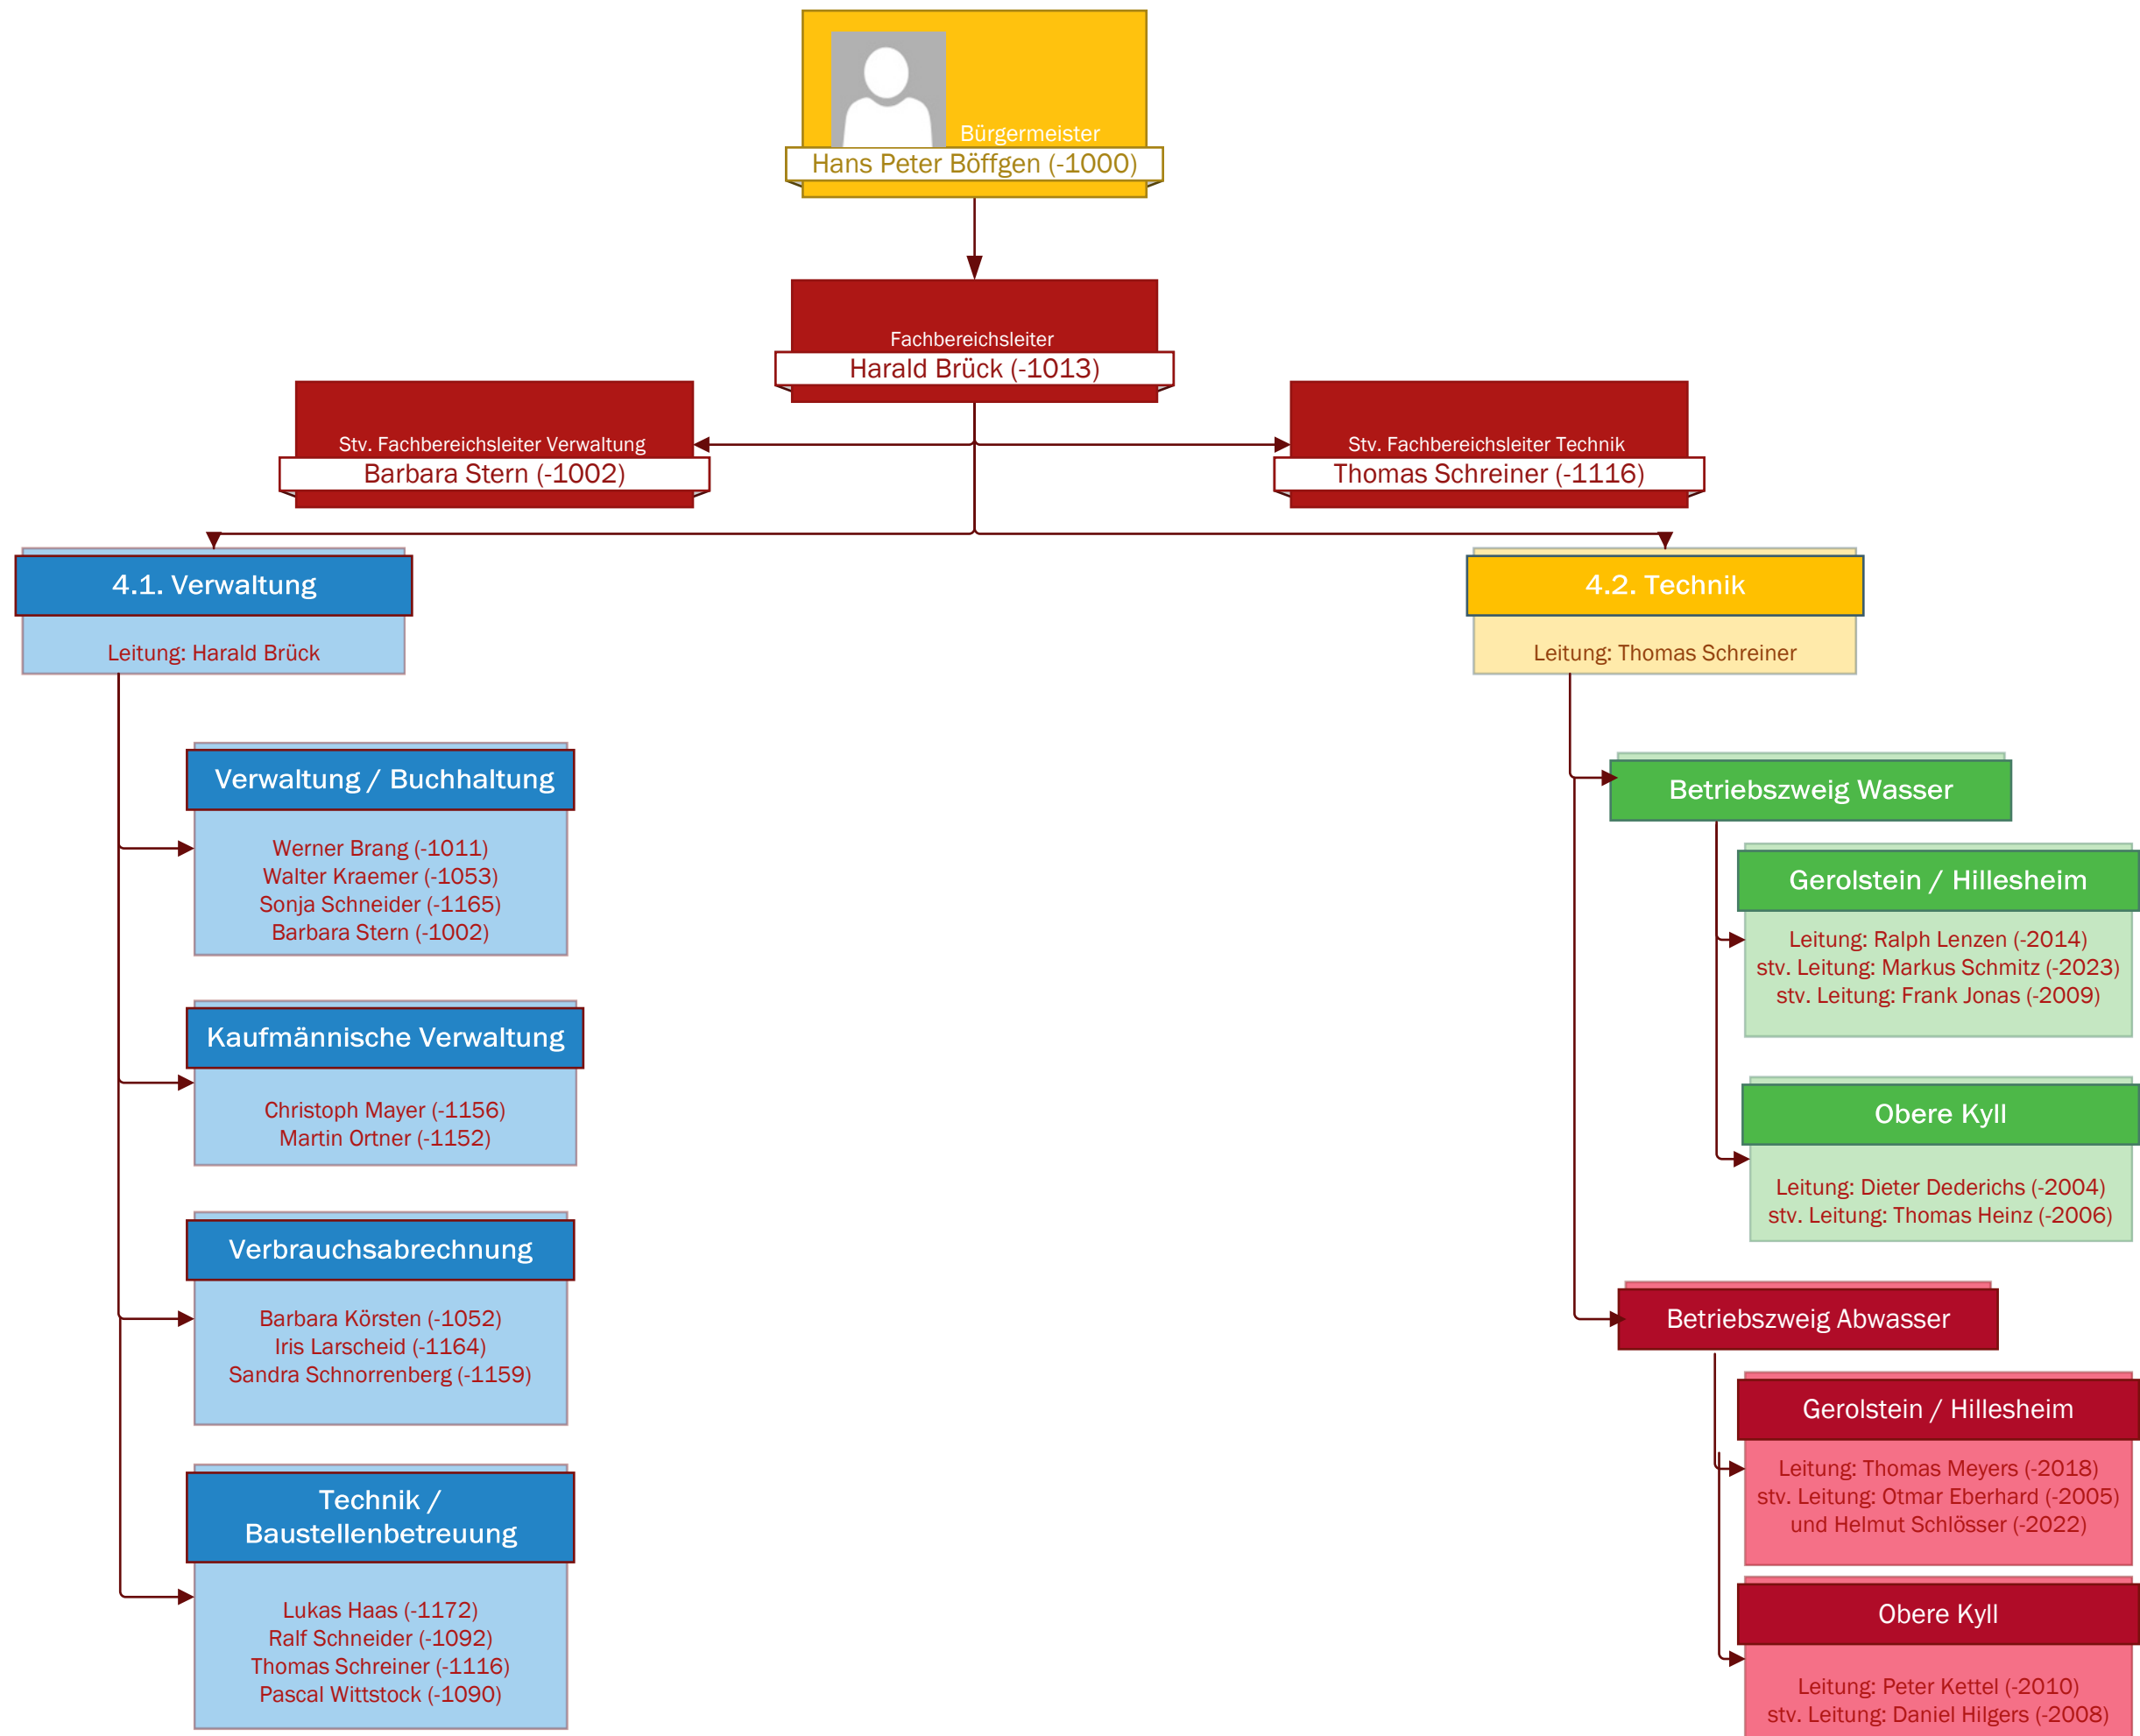 Bürgermeister
Hans Peter Böffgen (-1000)
Fachbereichsleiter
Harald Brück (-1013)
Stv. Fachbereichsleiter Verwaltung
Barbara Stern (-1002)
Stv. Fachbereichsleiter Technik
Thomas Schreiner (-1116)
4.1. Verwaltung
Leitung: Harald Brück
Verwaltung / Buchhaltung
Werner Brang (-1011)
Walter Kraemer (-1053)
Sonja Schneider (-1165)
Barbara Stern (-1002)
Kaufmännische Verwaltung
Christoph Mayer (-1156)
Martin Ortner (-1152)
Verbrauchsabrechnung
Barbara Körsten (-1052)
Iris Larscheid (-1164)
Sandra Schnorrenberg (-1159)
Technik /
Baustellenbetreuung
Lukas Haas (-1172)
Ralf Schneider (-1092)
Thomas Schreiner (-1116)
Pascal Wittstock (-1090)
4.2. Technik
Leitung: Thomas Schreiner
Betriebszweig Wasser
Gerolstein / Hillesheim
Leitung: Ralph Lenzen (-2014)
stv. Leitung: Markus Schmitz (-2023)
stv. Leitung: Frank Jonas (-2009)
Obere Kyll
Leitung: Dieter Dederichs (-2004)
stv. Leitung: Thomas Heinz (-2006)
Betriebszweig Abwasser
Gerolstein / Hillesheim
Leitung: Thomas Meyers (-2018)
stv. Leitung: Otmar Eberhard (-2005)
und Helmut Schlösser (-2022)
Obere Kyll
Leitung: Peter Kettel (-2010)
stv. Leitung: Daniel Hilgers (-2008)